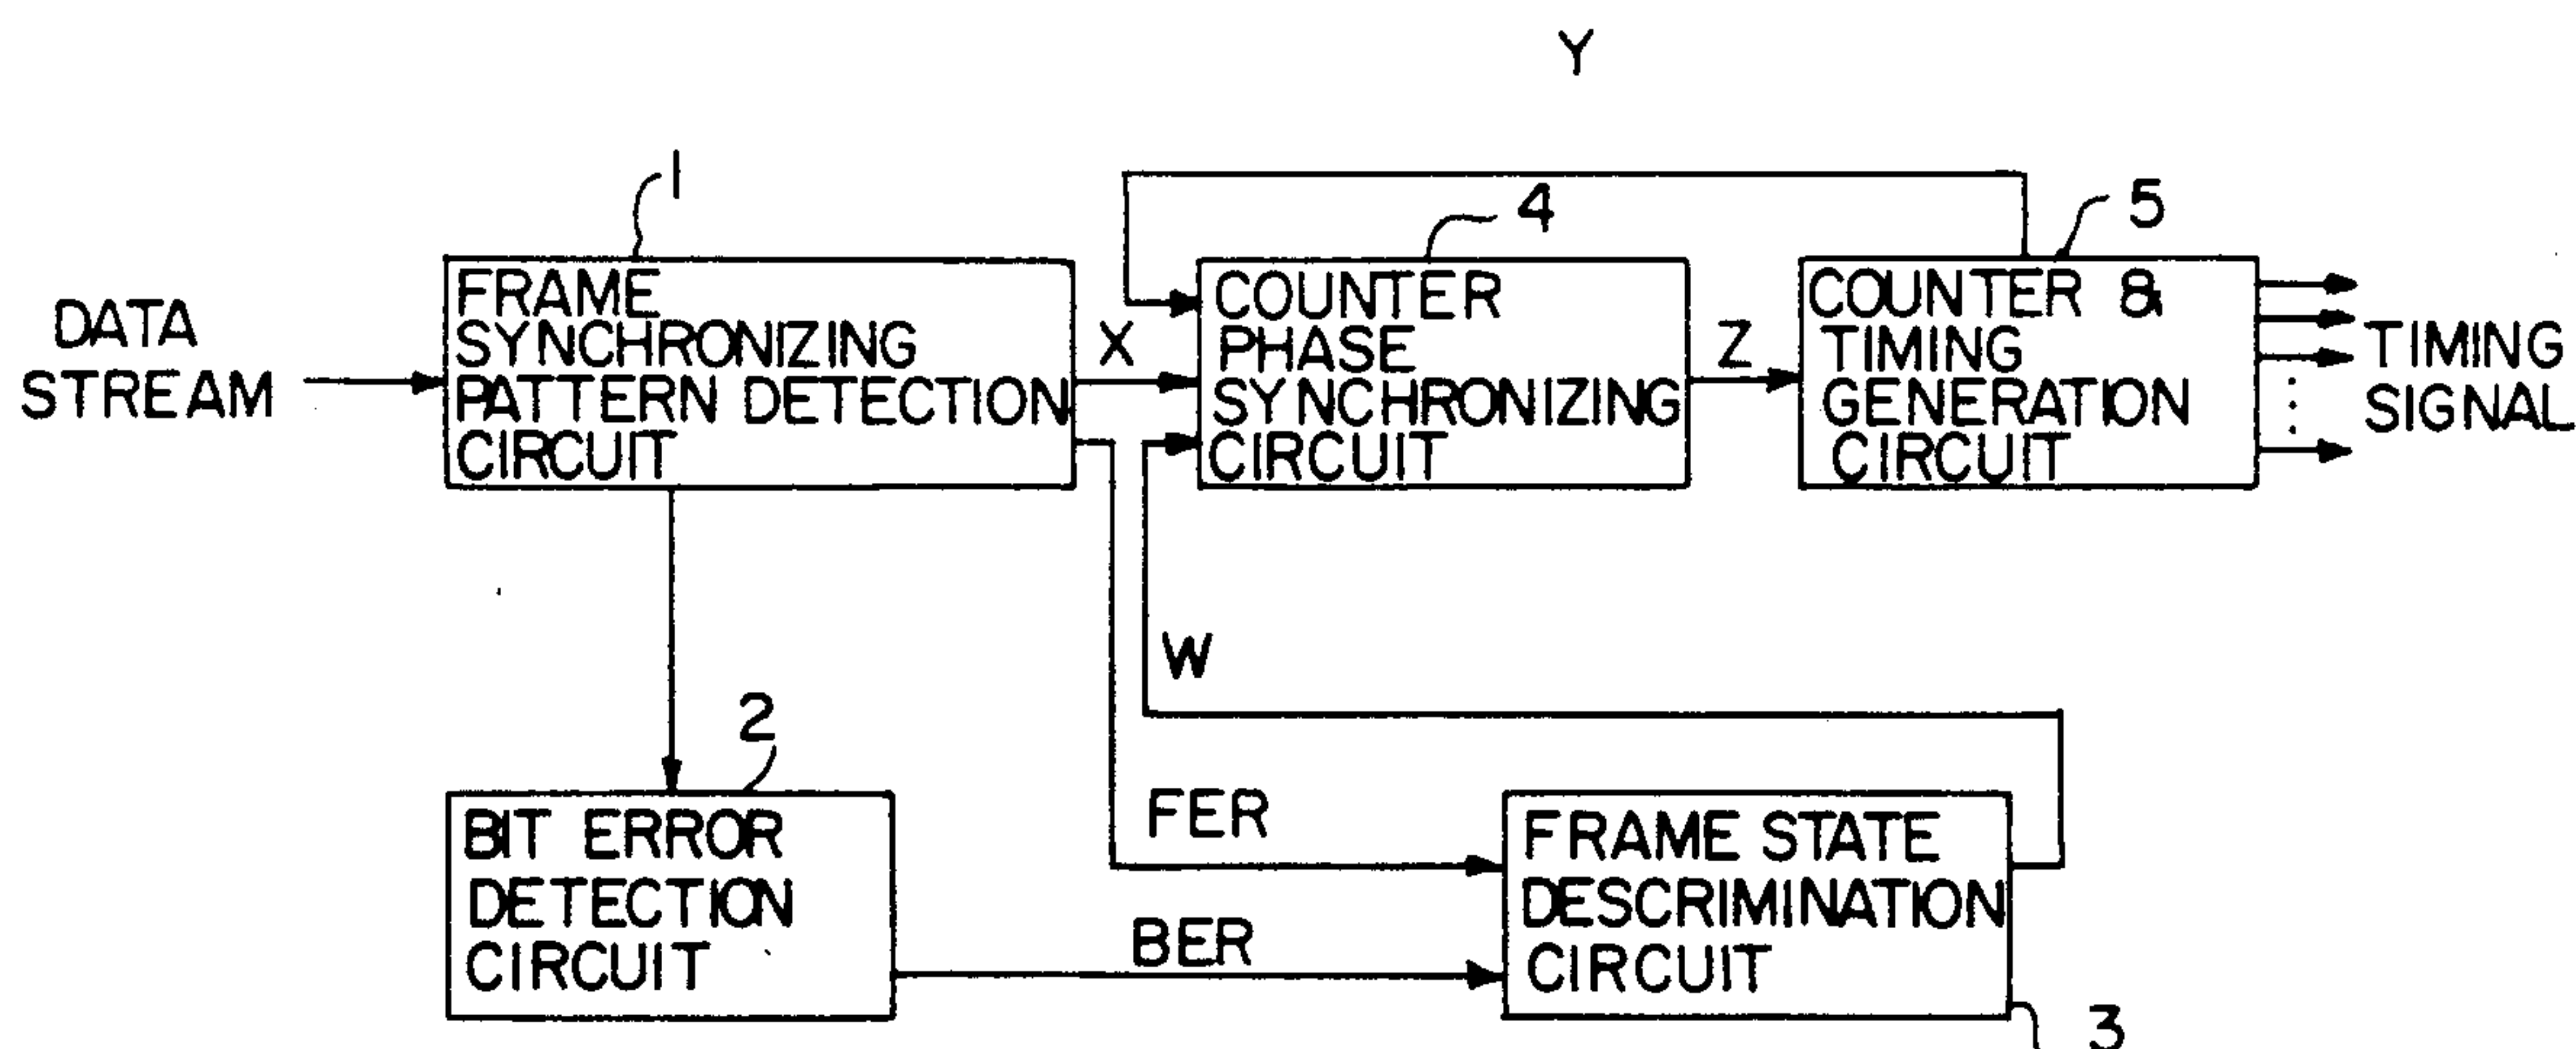 Y
1
4
5
DATA
STREAM
FRAME
SYNCHRONIZING
PATTERN DETECTION
CIRCUIT
X
COUNTER
PHASE
SYNCHRONIZING
CIRCUIT
Z
COUNTER &
TIMING
GENERATION
CIRCUIT
TIMING
SIGNAL
W
2
FER
BIT ERROR
DETECTION
CIRCUIT
BER
FRAME STATE
DESCRIMINATION
CIRCUIT
3